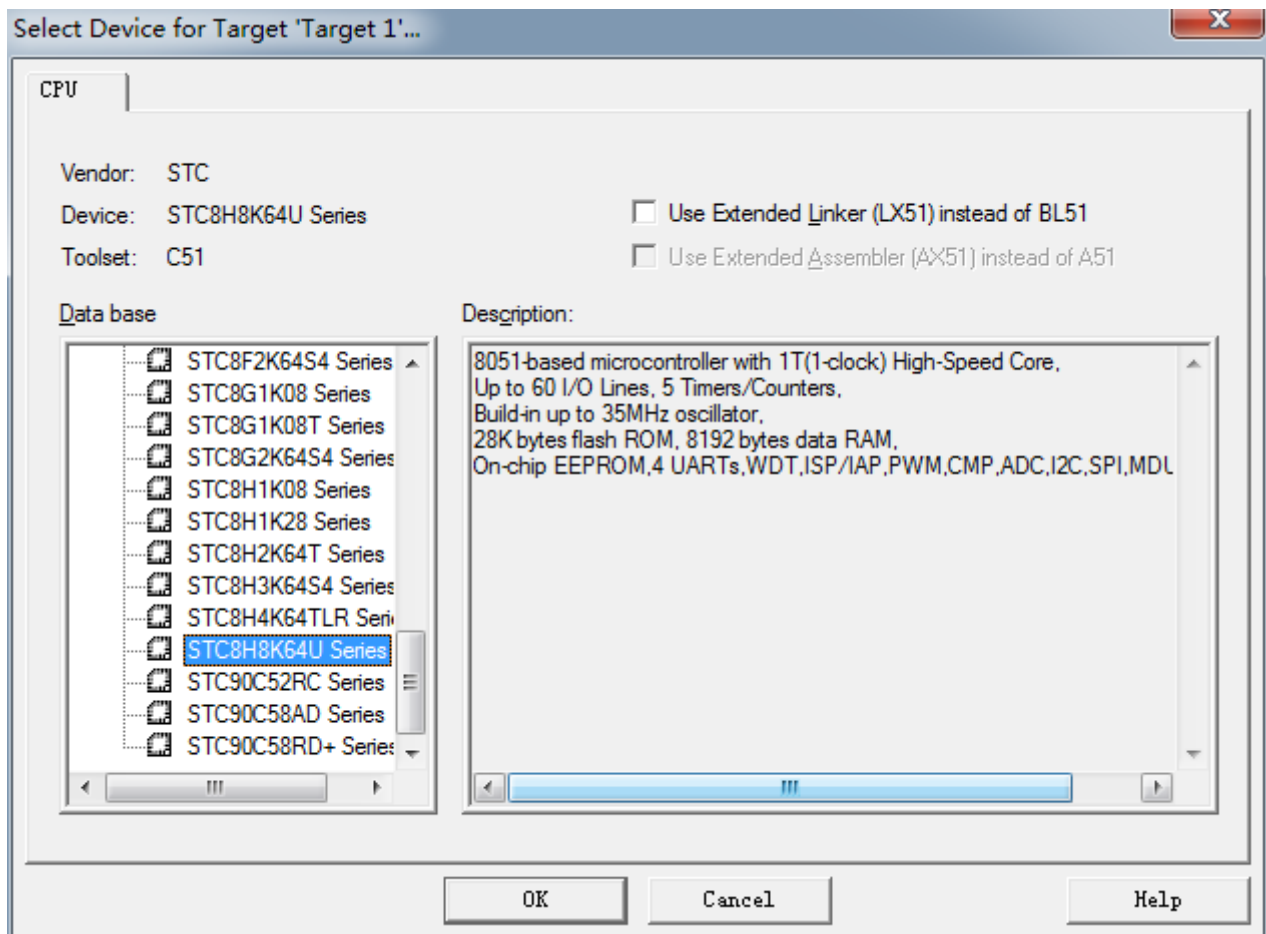 Select Device for Target 'Target 1'...
CPU
Vendor: STC
Device: STC8H8K64U Series
Toolset: C51
Use Extended Linker (LX51) instead of BL51
Use Extended Assembler (AX51) instead of A51
Data base
STC8F2K64S4 Series
STC8G1K08 Series
STC8G1K08T Series
STC8G2K64S4 Series
STC8H1K08 Series
STC8H1K28 Series
STC8H2K64T Series
STC8H3K64S4 Series
STC8H4K64TLR Seri
STC8H8K64U Series
STC90C52RC Series
STC90C58AD Series
STC90C58RD+ Series
Description:
8051-based microcontroller with 1T(1-clock) High-Speed Core,
Up to 60 I/O Lines, 5 Timers/Counters,
Build-in up to 35MHz oscillator,
28K bytes flash ROM, 8192 bytes data RAM,
On-chip EEPROM,4 UARTs,WDT,ISP/IAP,PWM,CMP,ADC,I2C,SPI,MDU
OK
Cancel
Help